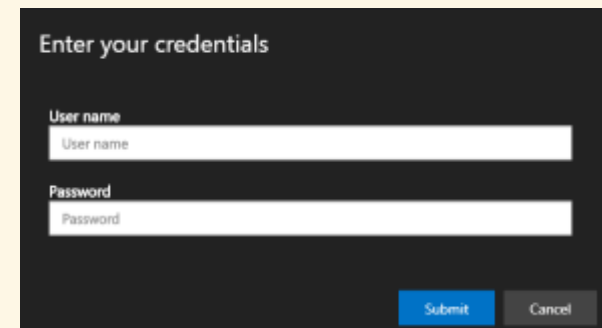 Enter your credentials
User name
User name
Password
Password
Submit Cancel